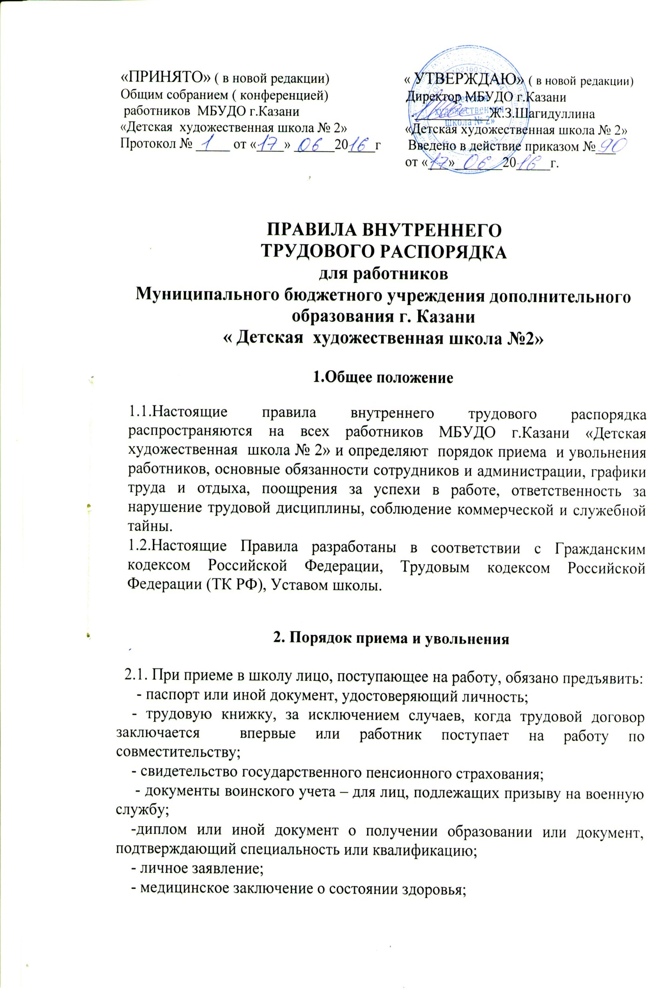 «ПРИНЯТО» ( в новой редакции)
Общим собранием ( конференцией)
работников МБУДО г.Казани
«Детская художественная школа № 2»
Протокол № 1 от «17» 06 2016 г
« УТВЕРЖДАЮ» ( в новой редакции)
Директор МБУДО г.Казани
Ж.З.Шагидуллина
«Детская художественная школа № 2»
Введено в действие приказом № 90
от «17» 06 2016 г.
Детская
художественная
школа № 2»
ПРАВИЛА ВНУТРЕННЕГО
ТРУДОВОГО РАСПОРЯДКА
для работников
Муниципального бюджетного учреждения дополнительного
образования г. Казани
« Детская художественная школа №2»
1.Общее положение
1.1.Настоящие правила внутреннего трудового распорядка
распространяются на всех работников МБУДО г.Казани «Детская
художественная школа № 2» и определяют порядок приема и увольнения
работников, основные обязанности сотрудников и администрации, графики
труда и отдыха, поощрения за успехи в работе, ответственность за
нарушение трудовой дисциплины, соблюдение коммерческой и служебной
тайны.
1.2.Настоящие Правила разработаны в соответствии с Гражданским
кодексом Российской Федерации, Трудовым кодексом Российской
Федерации (ТК РФ), Уставом школы.
2. Порядок приема и увольнения
2.1. При приеме в школу лицо, поступающее на работу, обязано предъявить:
- паспорт или иной документ, удостоверяющий личность;
- трудовую книжку, за исключением случаев, когда трудовой договор
заключается впервые или работник поступает на работу по
совместительству;
- свидетельство государственного пенсионного страхования;
- документы воинского учета – для лиц, подлежащих призыву на военную
службу;
-диплом или иной документ о получении образовании или документ,
подтверждающий специальность или квалификацию;
- личное заявление;
- медицинское заключение о состоянии здоровья;